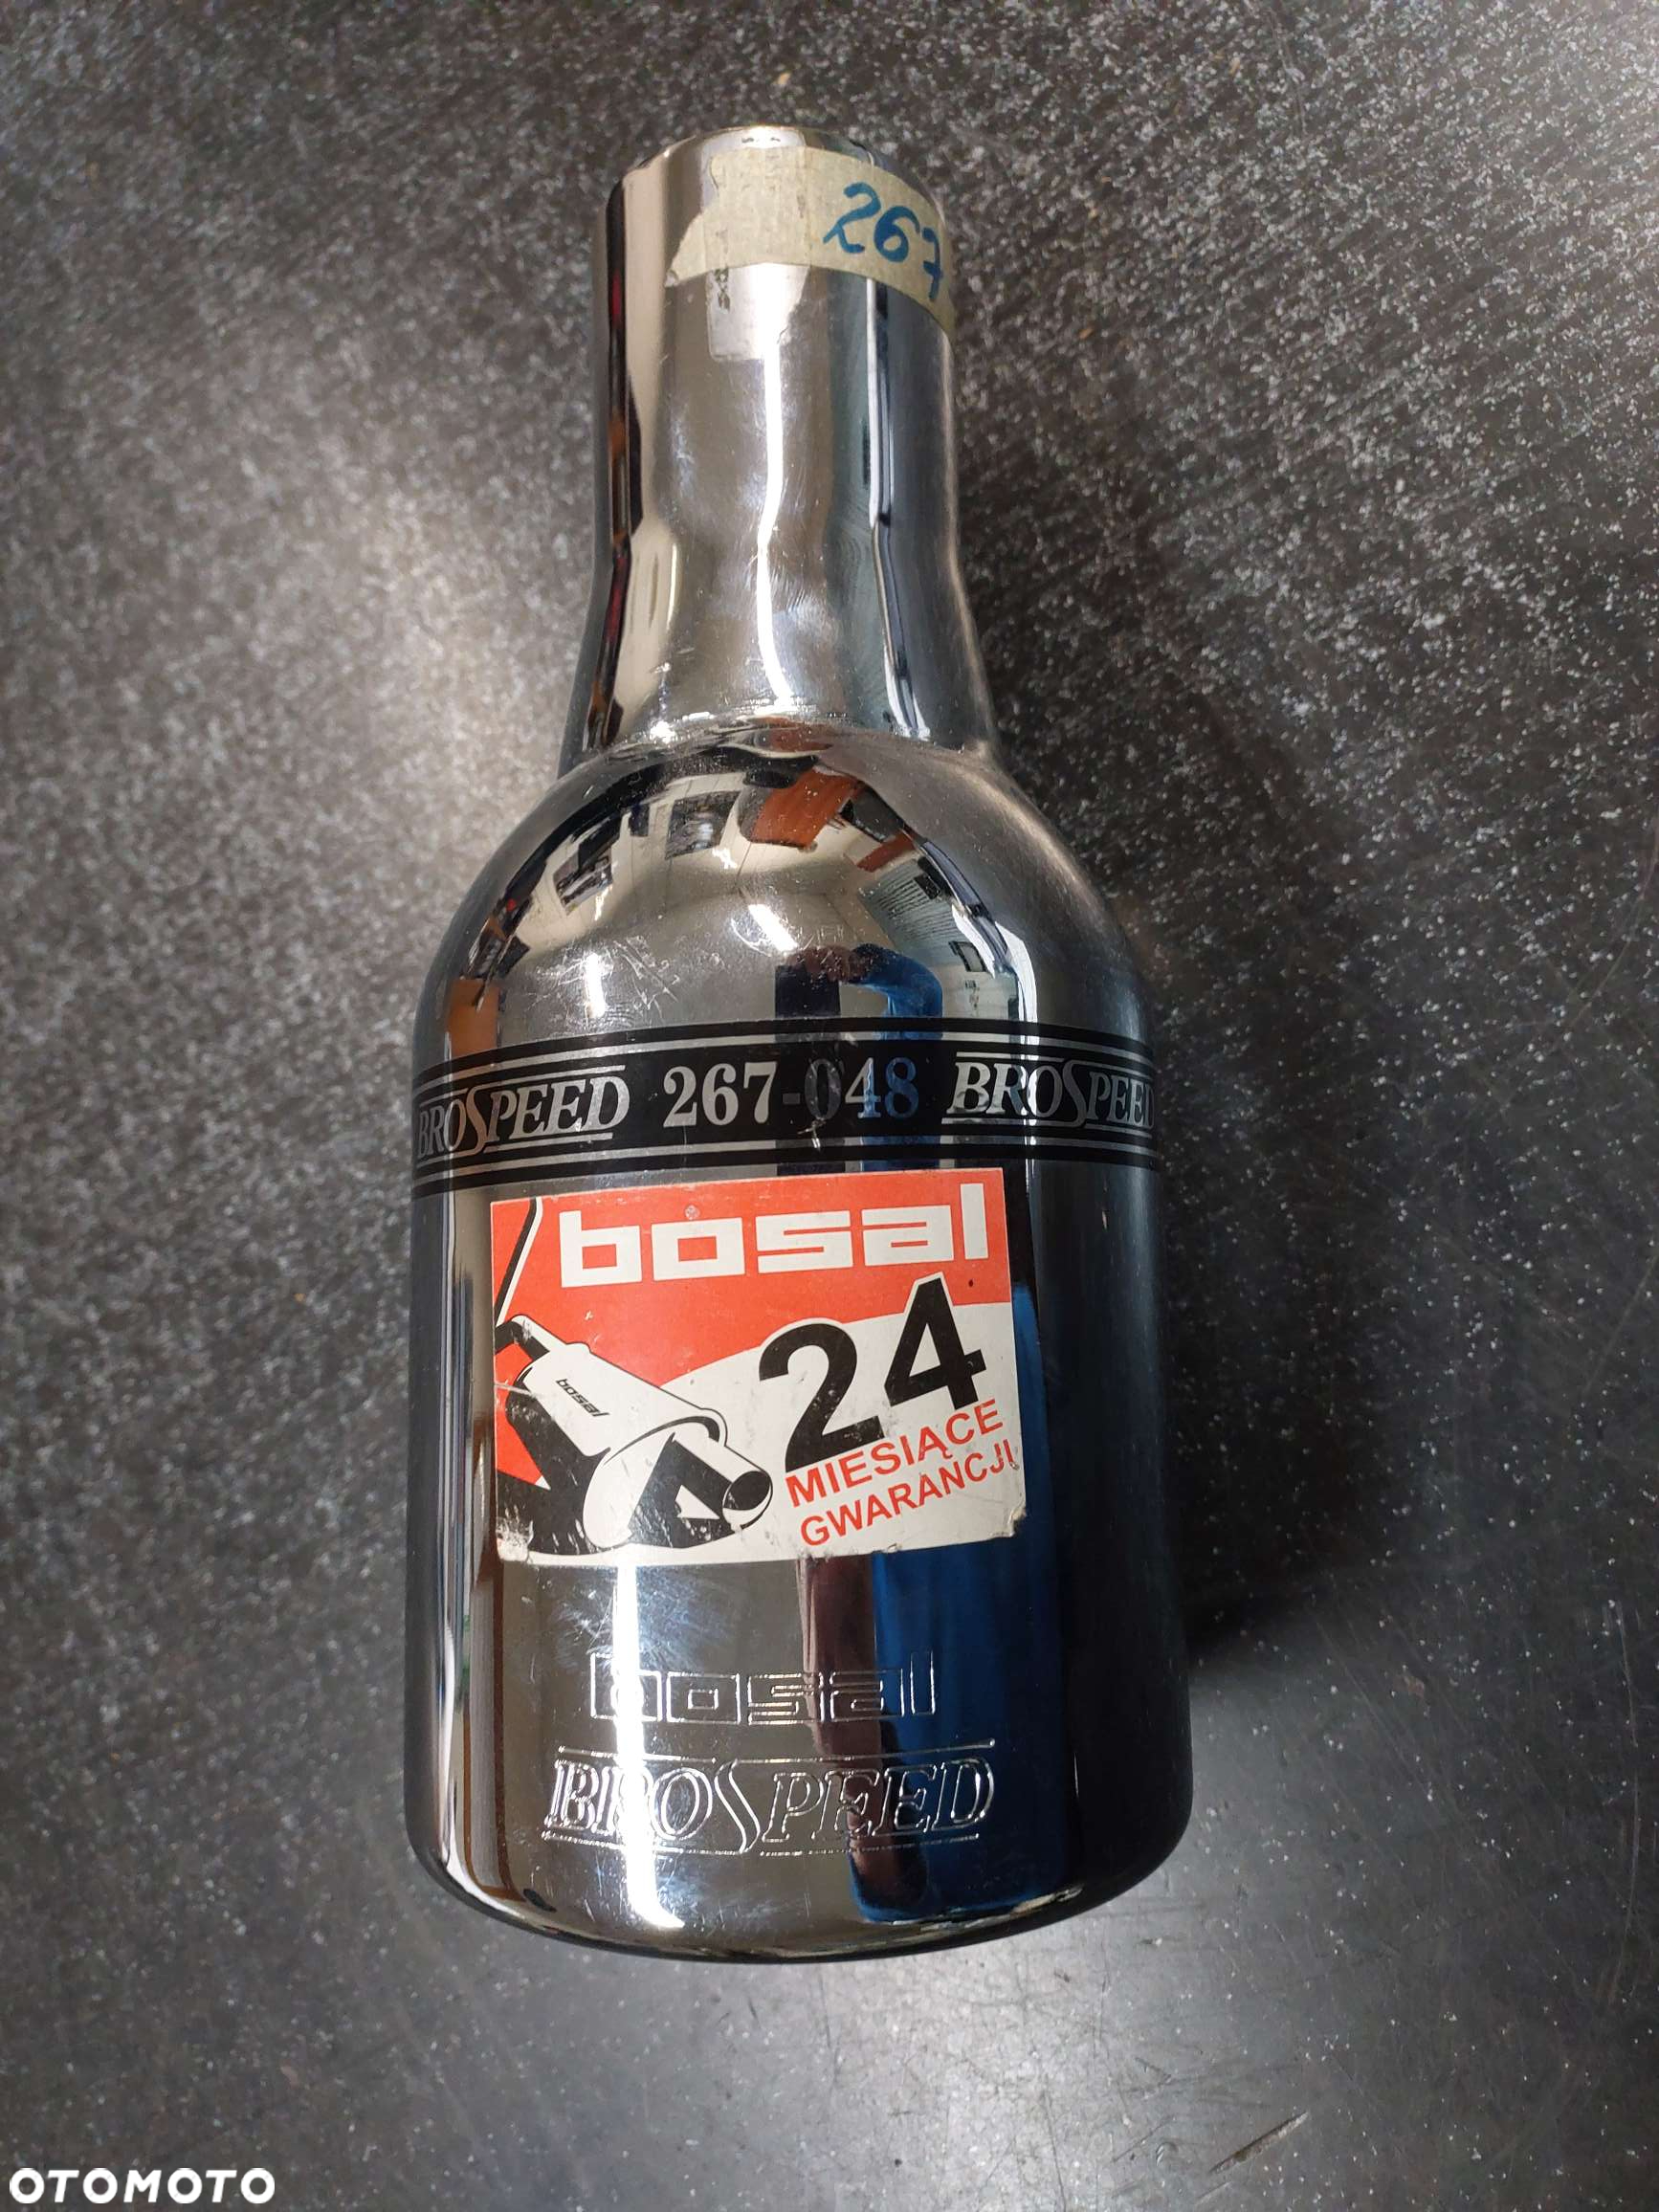 267
BROSPEED 267-048 BROSPEED
bosal
bosal
24
MIESIĄCE
GWARANCJI
bosal
BROSPEED
OTOMOTO